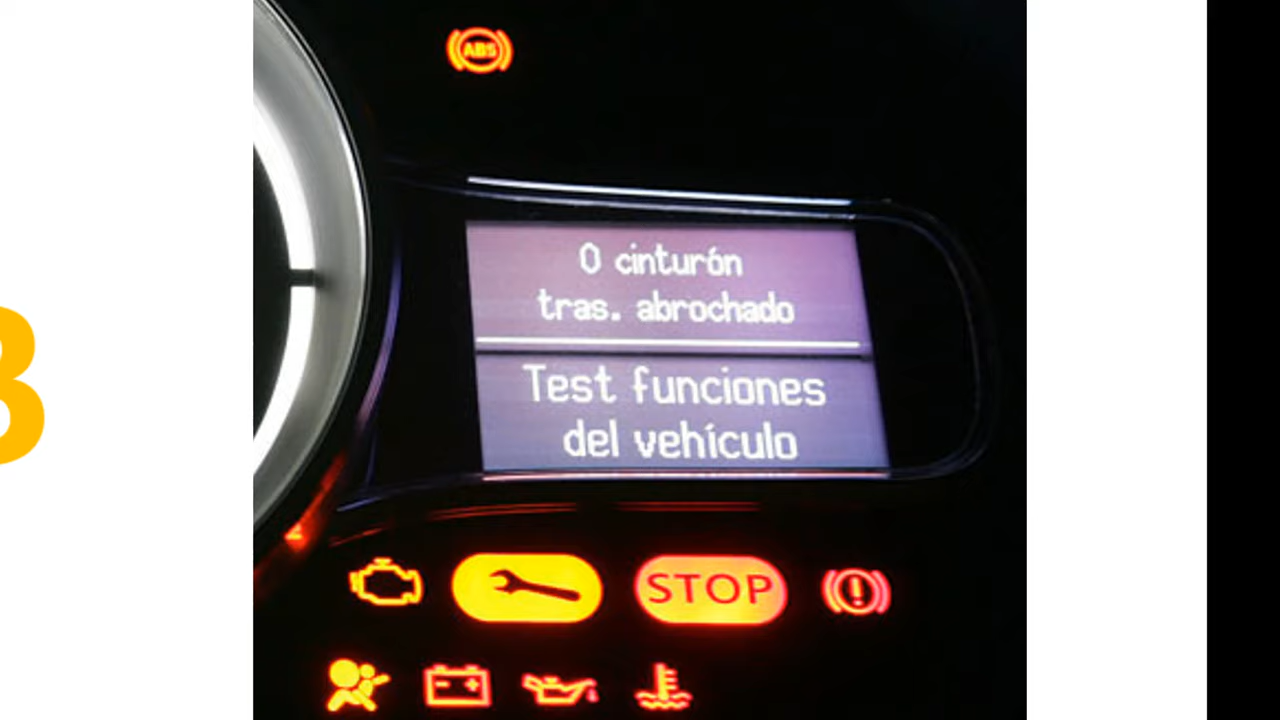 ABS
0 cinturón
tras. abrochado
Test funciones
del vehículo
STOP